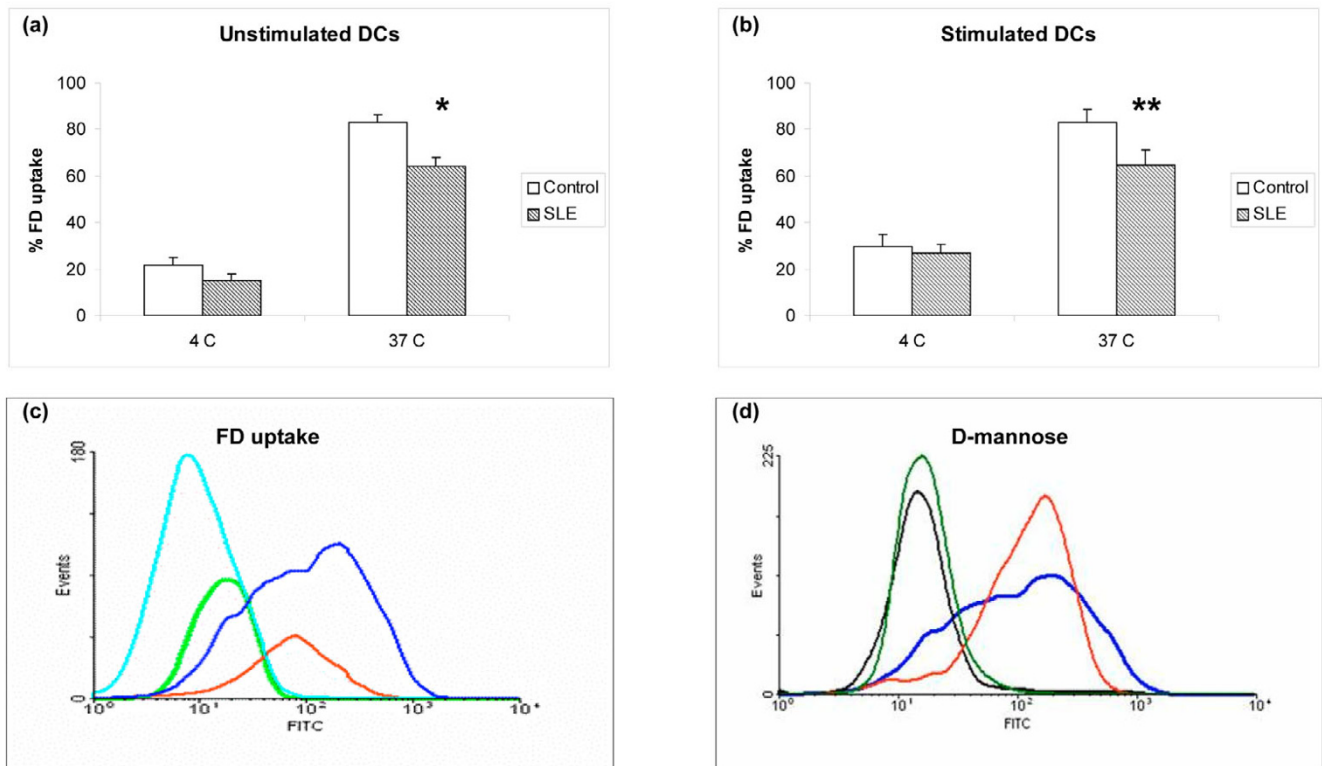 (a)
Unstimulated DCs
% FD uptake
100
80
60
40
20
0
*
4 C
37 C
Control
SLE
(b)
Stimulated DCs
% FD uptake
100
80
60
40
20
0
**
4 C
37 C
Control
SLE
(c)
FD uptake
180
Events
0
10⁰ 10¹ 10² 10³ 10⁴
FITC
(d)
D-mannose
225
Events
0
10⁰ 10¹ 10² 10³ 10⁴
FITC